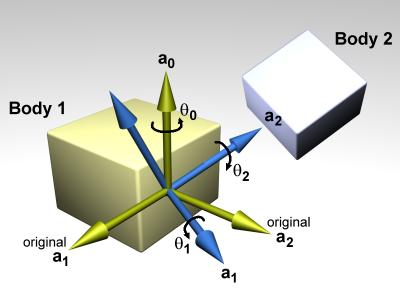 a0
Body 2
Body 1
θ0
a2
θ2
original
a2
original
a1
θ1
a1